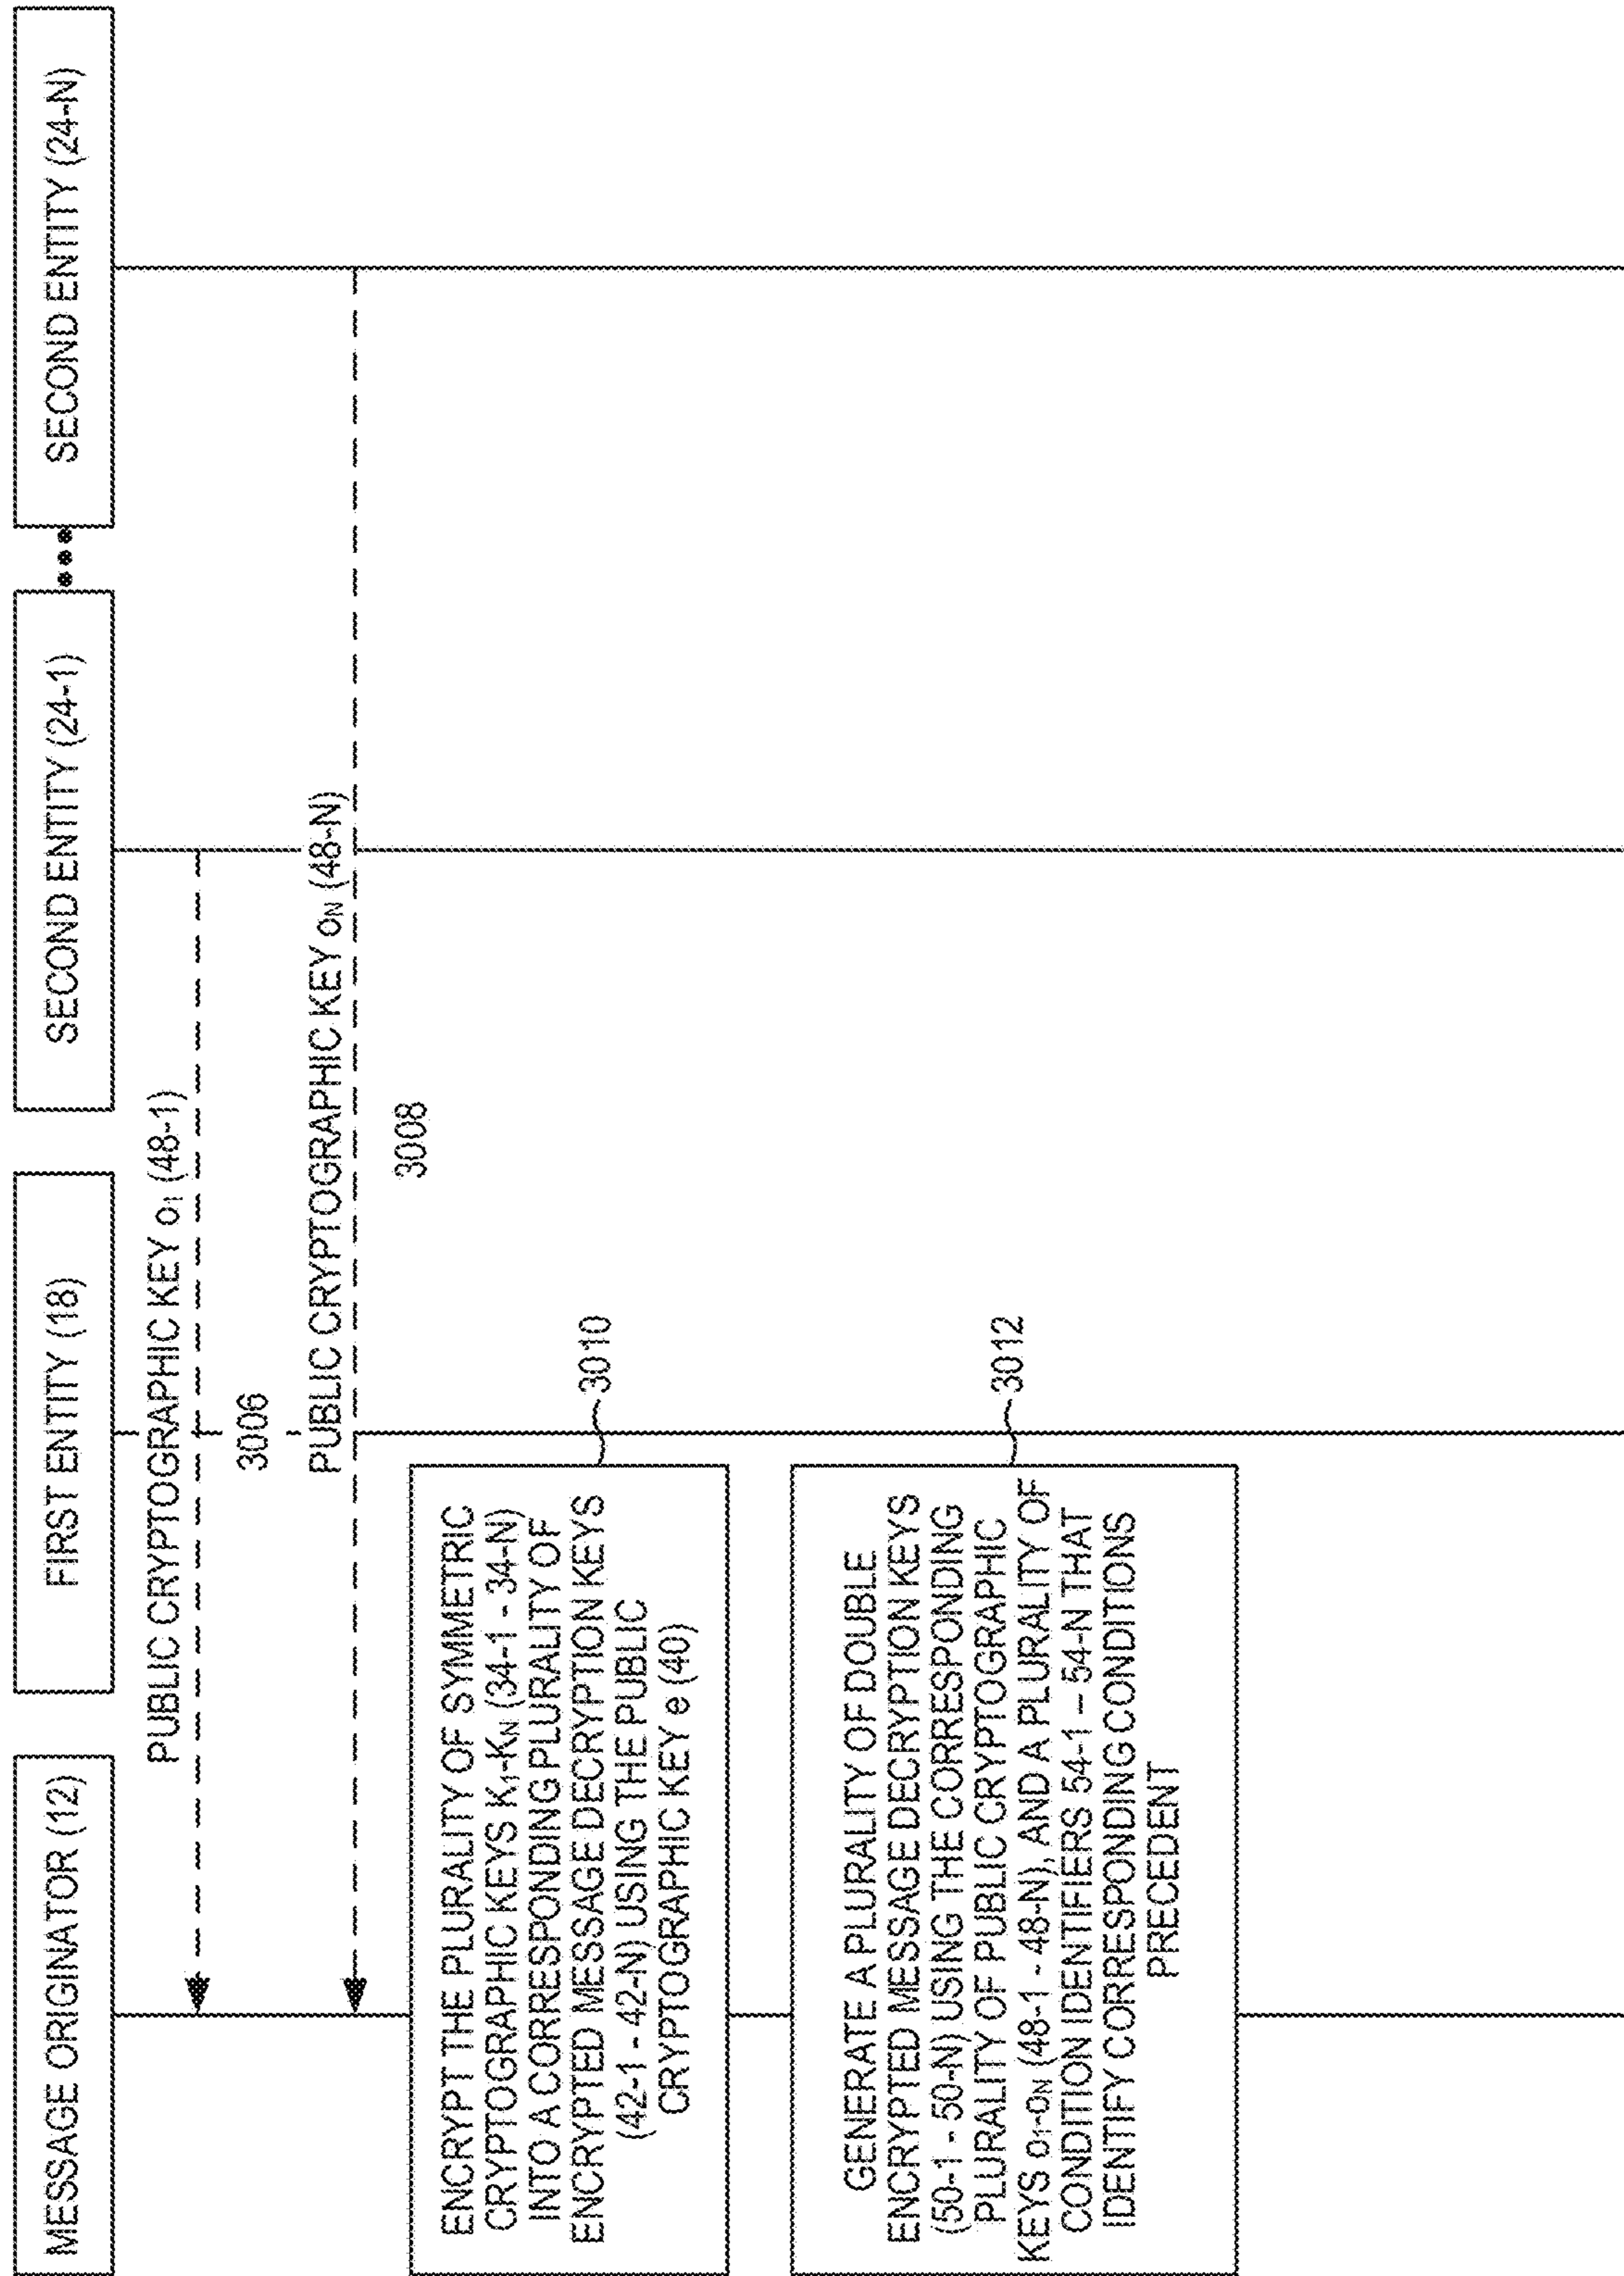 MESSAGE ORIGINATOR (12)
FIRST ENTITY (18)
SECOND ENTITY (24-1)
SECOND ENTITY (24-N)
PUBLIC CRYPTOGRAPHIC KEY o₁ (48-1)
3006
PUBLIC CRYPTOGRAPHIC KEY oN (48-N)
3008
ENCRYPT THE PLURALITY OF SYMMETRIC
CRYPTOGRAPHIC KEYS K₁-KN (34-1 - 34-N)
INTO A CORRESPONDING PLURALITY OF
ENCRYPTED MESSAGE DECRYPTION KEYS
(42-1 - 42-N) USING THE PUBLIC
CRYPTOGRAPHIC KEY e (40)
3010
GENERATE A PLURALITY OF DOUBLE
ENCRYPTED MESSAGE DECRYPTION KEYS
(50-1 - 50-N) USING THE CORRESPONDING
PLURALITY OF PUBLIC CRYPTOGRAPHIC
KEYS o₁-oN (48-1 - 48-N), AND A PLURALITY OF
CONDITION IDENTIFIERS 54-1 – 54-N THAT
IDENTIFY CORRESPONDING CONDITIONS
PRECEDENT
3012